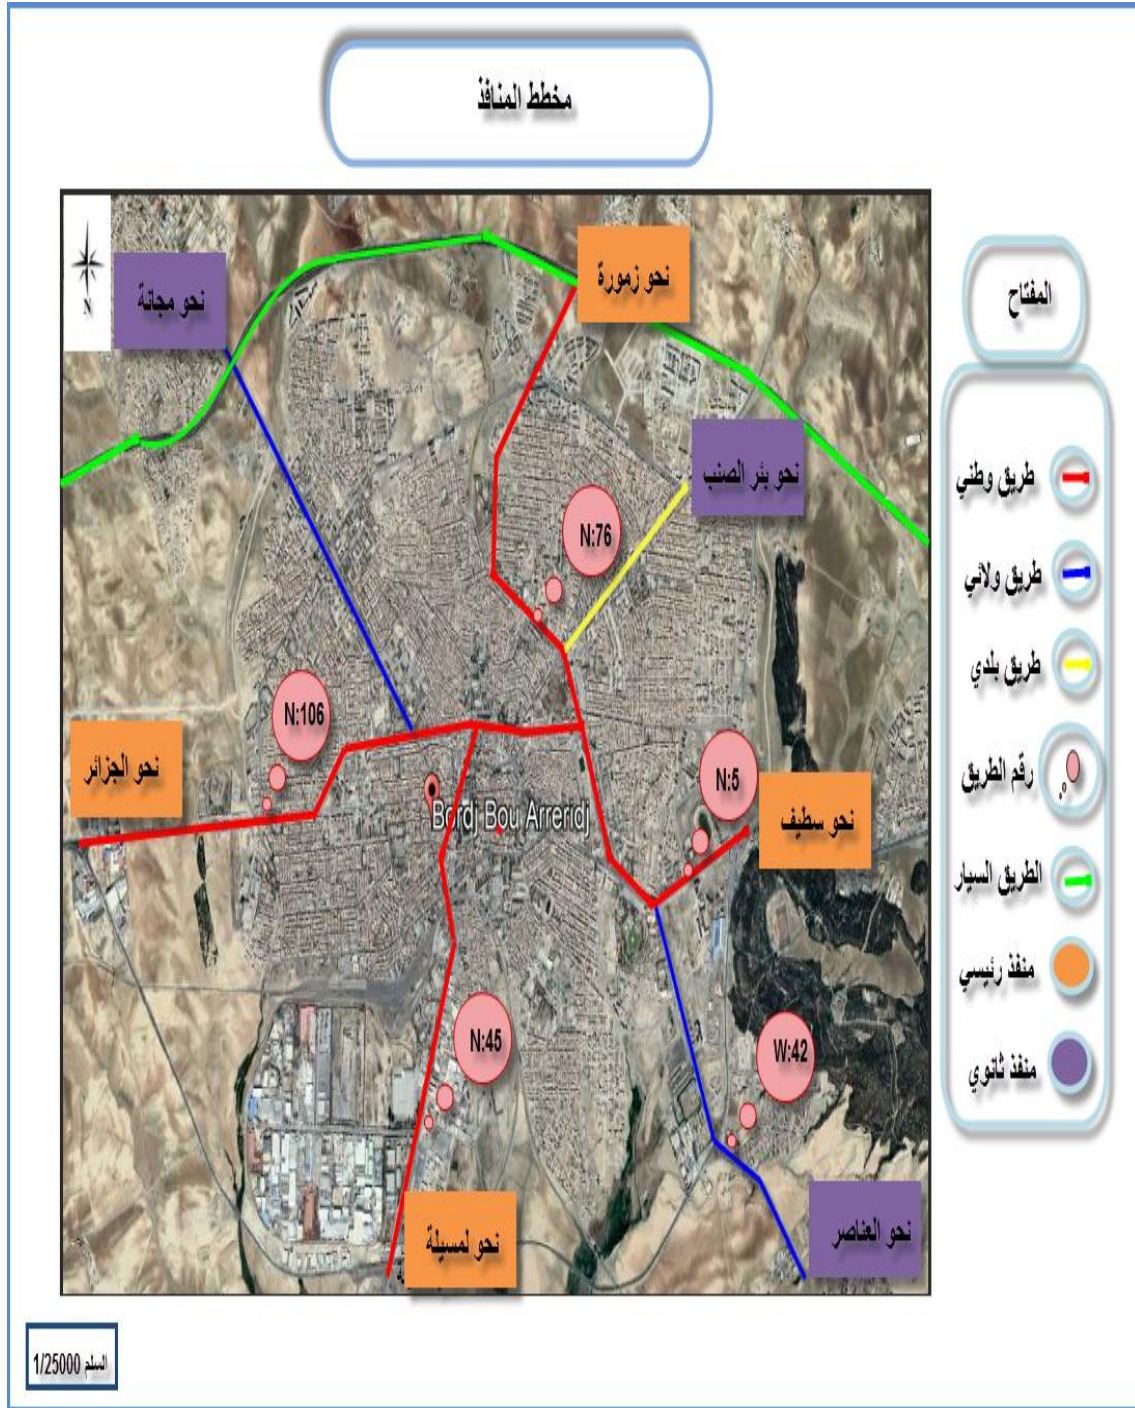 مخطط المنافذ
N
نحو مجانة
نحو زمورة
نحو بئر الصنب
N:76
N:106
نحو الجزائر
N:5
نحو سطيف
Bordj Bou Arreridj
N:45
W:42
نحو لمسيلة
نحو العناصر
المفتاح
طريق وطني
طريق ولائي
طريق بلدي
رقم الطريق
الطريق السيار
منفذ رئيسي
منفذ ثانوي
السلم 1/25000